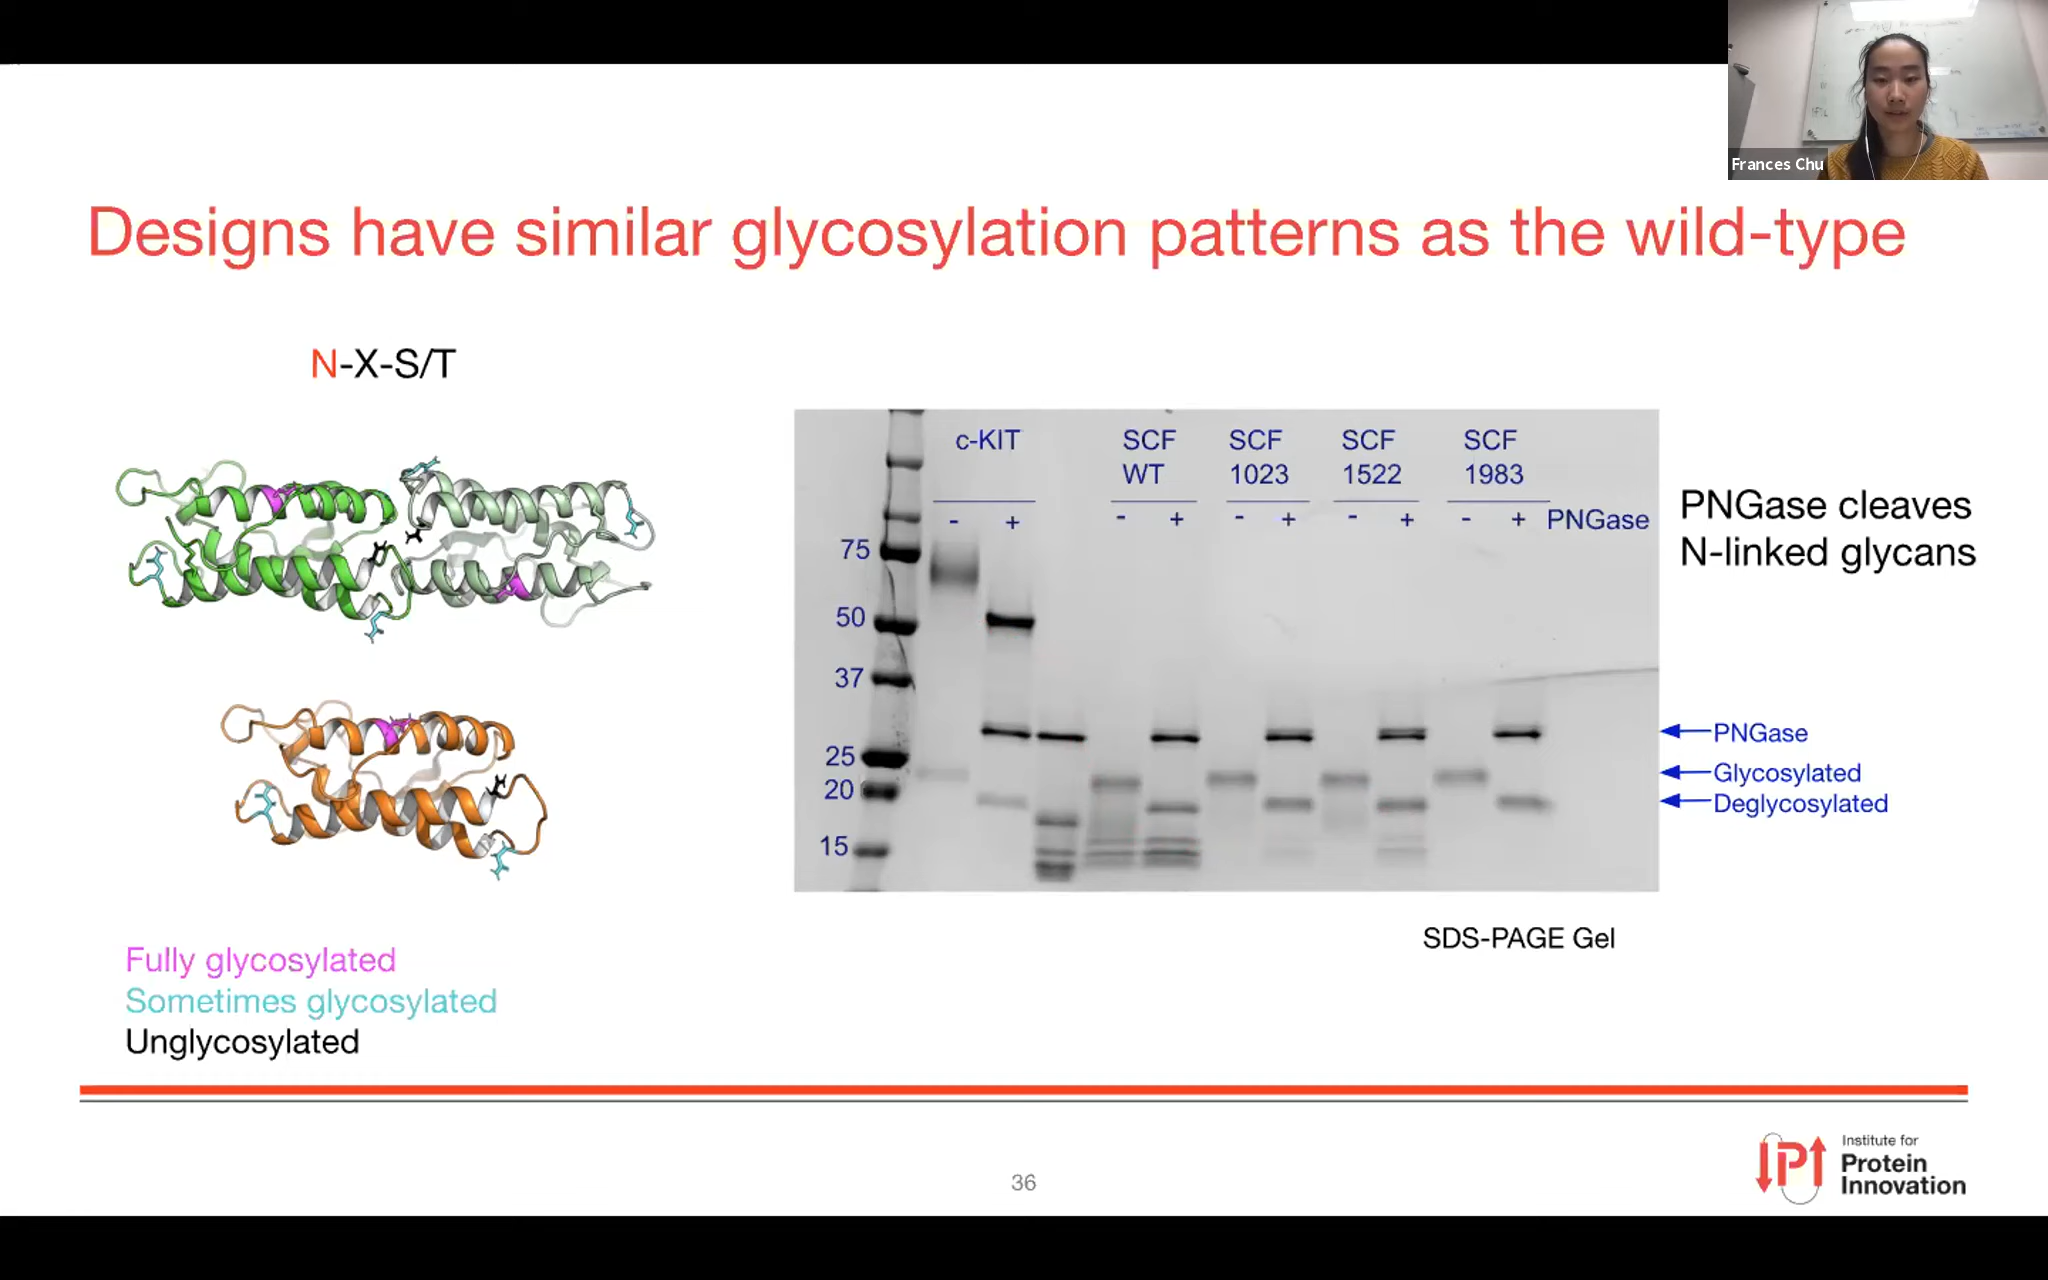 Frances Chu
Designs have similar glycosylation patterns as the wild-type
N-X-S/T
c-KIT
SCF
WT
SCF
1023
SCF
1522
SCF
1983
- + - + - + - + - + PNGase
75
50
37
25
20
15
PNGase cleaves
N-linked glycans
PNGase
Glycosylated
Deglycosylated
SDS-PAGE Gel
Fully glycosylated
Sometimes glycosylated
Unglycosylated
36
IPI
Institute for
Protein
Innovation